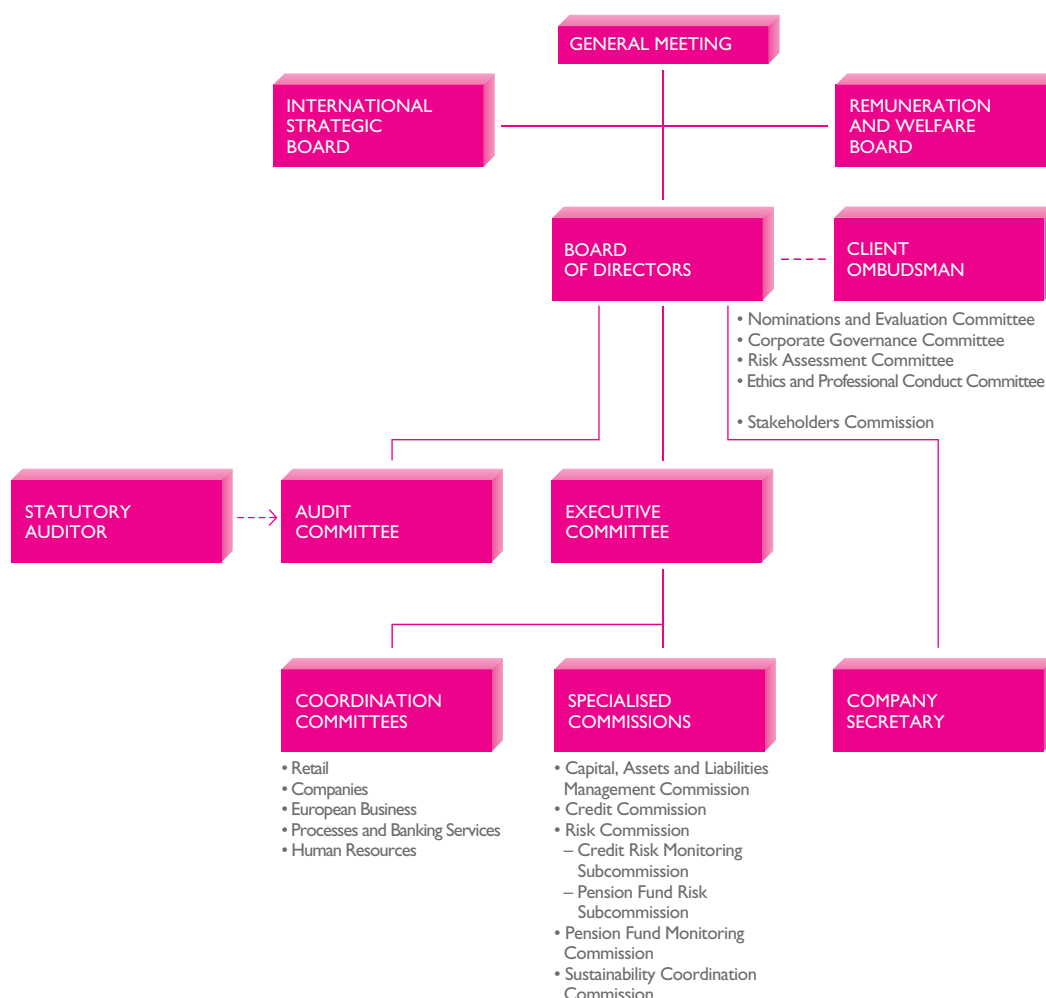 GENERAL MEETING
INTERNATIONAL
STRATEGIC
BOARD
REMUNERATION
AND WELFARE
BOARD
BOARD
OF DIRECTORS
CLIENT
OMBUDSMAN
• Nominations and Evaluation Committee
• Corporate Governance Committee
• Risk Assessment Committee
• Ethics and Professional Conduct Committee
• Stakeholders Commission
STATUTORY
AUDITOR
AUDIT
COMMITTEE
EXECUTIVE
COMMITTEE
COORDINATION
COMMITTEES
SPECIALISED
COMMISSIONS
COMPANY
SECRETARY
• Retail
• Companies
• European Business
• Processes and Banking Services
• Human Resources
• Capital, Assets and Liabilities
Management Commission
• Credit Commission
• Risk Commission
– Credit Risk Monitoring
Subcommission
– Pension Fund Risk
Subcommission
• Pension Fund Monitoring
Commission
• Sustainability Coordination
Commission